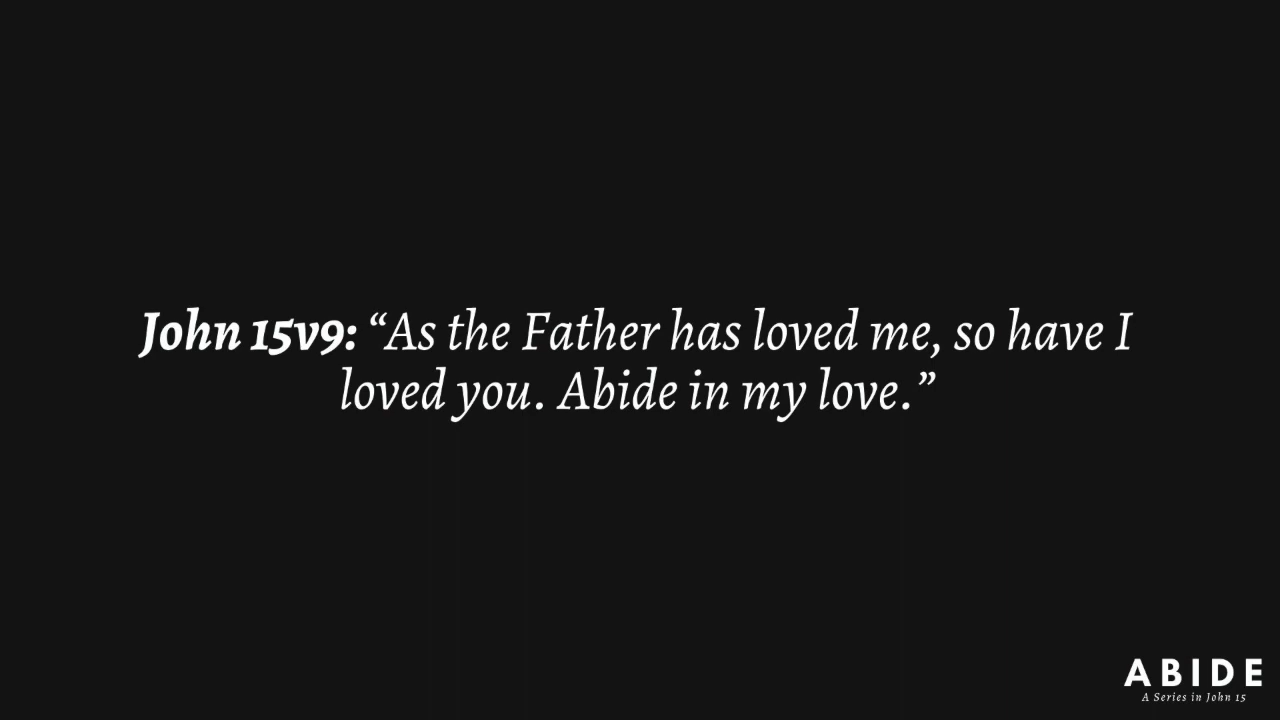 John 15v9: “As the Father has loved me, so have I
loved you. Abide in my love.”
ABIDE
A Series in John 15